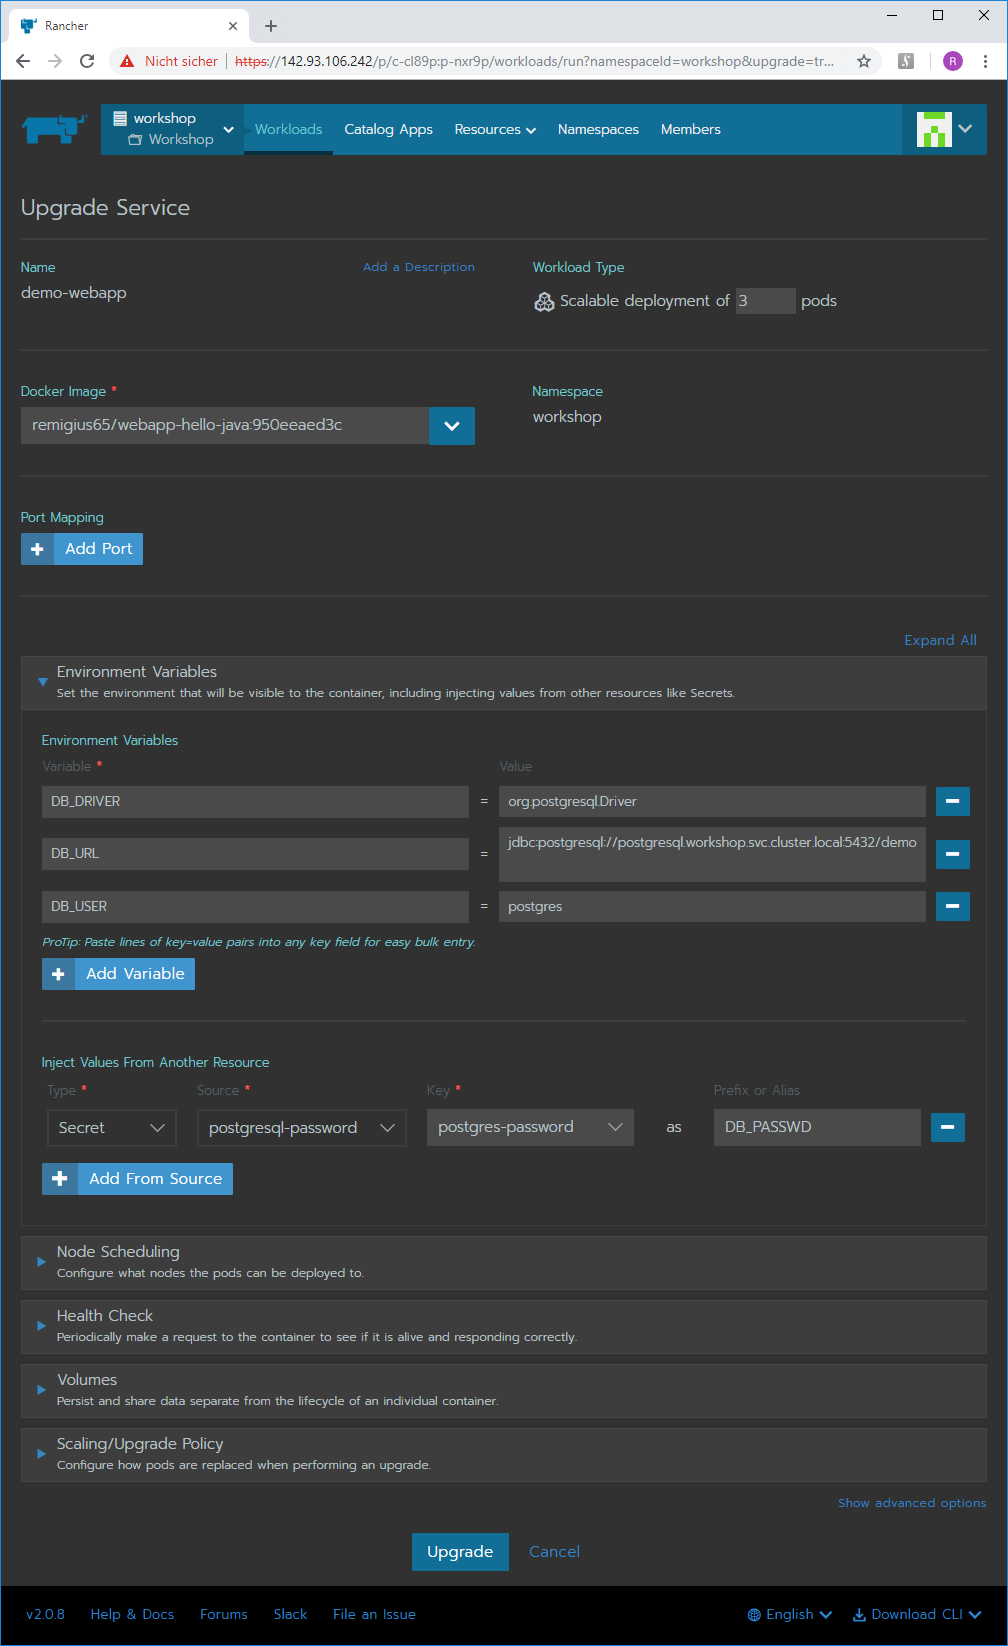 Rancher
Nicht sicher | https://142.93.106.242/p/c-cl89p:p-nxr9p/workloads/run?namespaceId=workshop&upgrade=tr...
R
workshop
Workshop
Workloads Catalog Apps Resources Namespaces Members
Upgrade Service
Name Add a Description Workload Type
demo-webapp
Scalable deployment of 3 pods
Docker Image * Namespace
remigius65/webapp-hello-java:950eeaed3c workshop
Port Mapping
Add Port
Expand All
Environment Variables
Set the environment that will be visible to the container, including injecting values from other resources like Secrets.
Environment Variables
Variable * Value
DB_DRIVER = org.postgresql.Driver
DB_URL = jdbc:postgresql://postgresql.workshop.svc.cluster.local:5432/demo
DB_USER = postgres
ProTip: Paste lines of key=value pairs into any key field for easy bulk entry.
Add Variable
Inject Values From Another Resource
Type * Source * Key * Prefix or Alias
Secret postgresql-password postgres-password as DB_PASSWD
Add From Source
Node Scheduling
Configure what nodes the pods can be deployed to.
Health Check
Periodically make a request to the container to see if it is alive and responding correctly.
Volumes
Persist and share data separate from the lifecycle of an individual container.
Scaling/Upgrade Policy
Configure how pods are replaced when performing an upgrade.
Show advanced options
Upgrade Cancel
v2.0.8 Help & Docs Forums Slack File an Issue English Download CLI